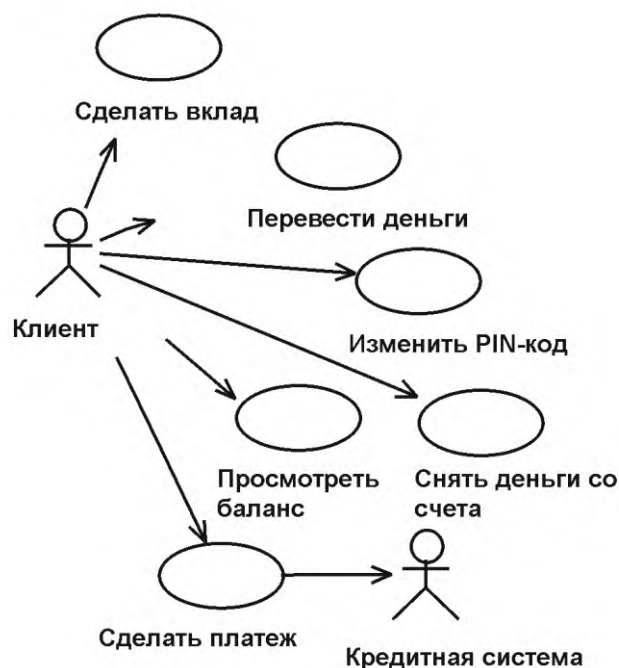 Сделать вклад
Перевести деньги
Клиент
Изменить PIN-код
Просмотреть
баланс
Снять деньги со
счета
Сделать платеж
Кредитная система